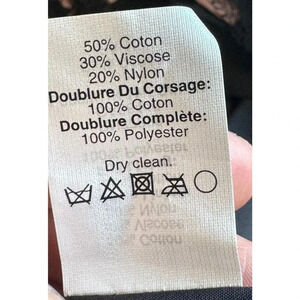 50% Coton
30% Viscose
20% Nylon
Doublure Du Corsage:
100% Coton
Doublure Complète:
100% Polyester
Dry clean.